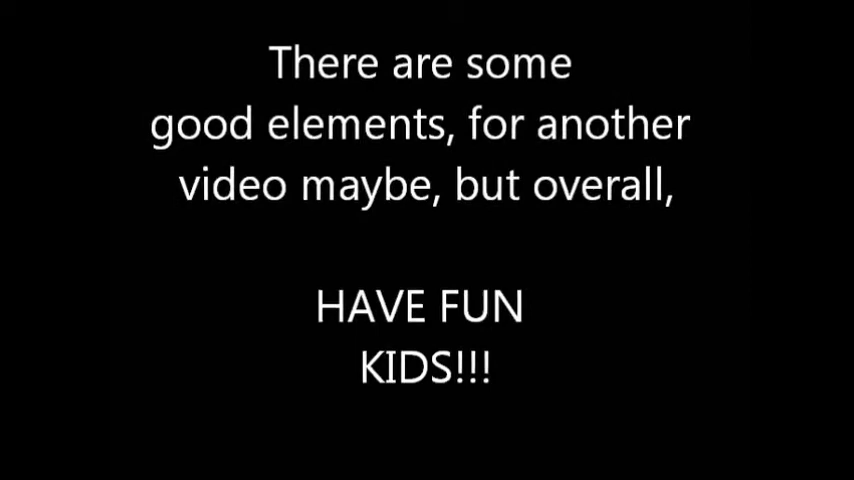 There are some
good elements, for another
video maybe, but overall,
HAVE FUN
KIDS!!!